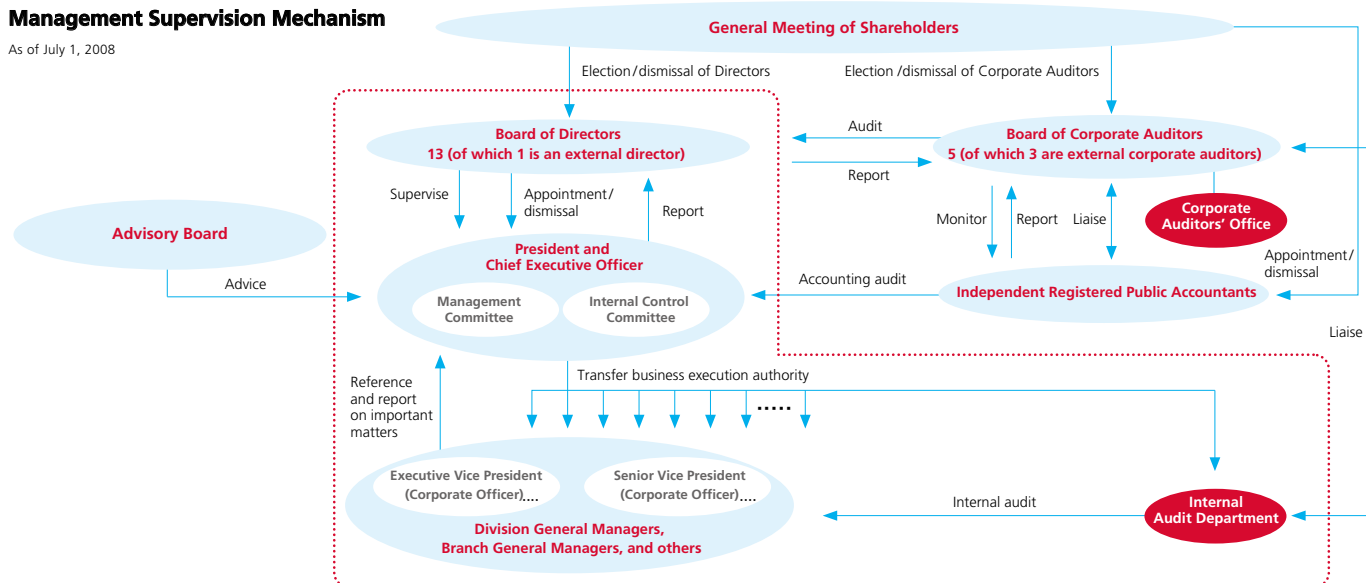 Management Supervision Mechanism
As of July 1, 2008
General Meeting of Shareholders
Election/dismissal of Directors
Election /dismissal of Corporate Auditors
Board of Directors
13 (of which 1 is an external director)
Audit
Report
Board of Corporate Auditors
5 (of which 3 are external corporate auditors)
Supervise
Appointment/
dismissal
Report
Monitor
Report
Liaise
Corporate
Auditors' Office
Advisory Board
Advice
President and
Chief Executive Officer
Management
Committee
Internal Control
Committee
Accounting audit
Independent Registered Public Accountants
Appointment/
dismissal
Liaise
Reference
and report
on important
matters
Transfer business execution authority
.....
Executive Vice President
(Corporate Officer)....
Senior Vice President
(Corporate Officer)....
Division General Managers,
Branch General Managers, and others
Internal audit
Internal
Audit Department